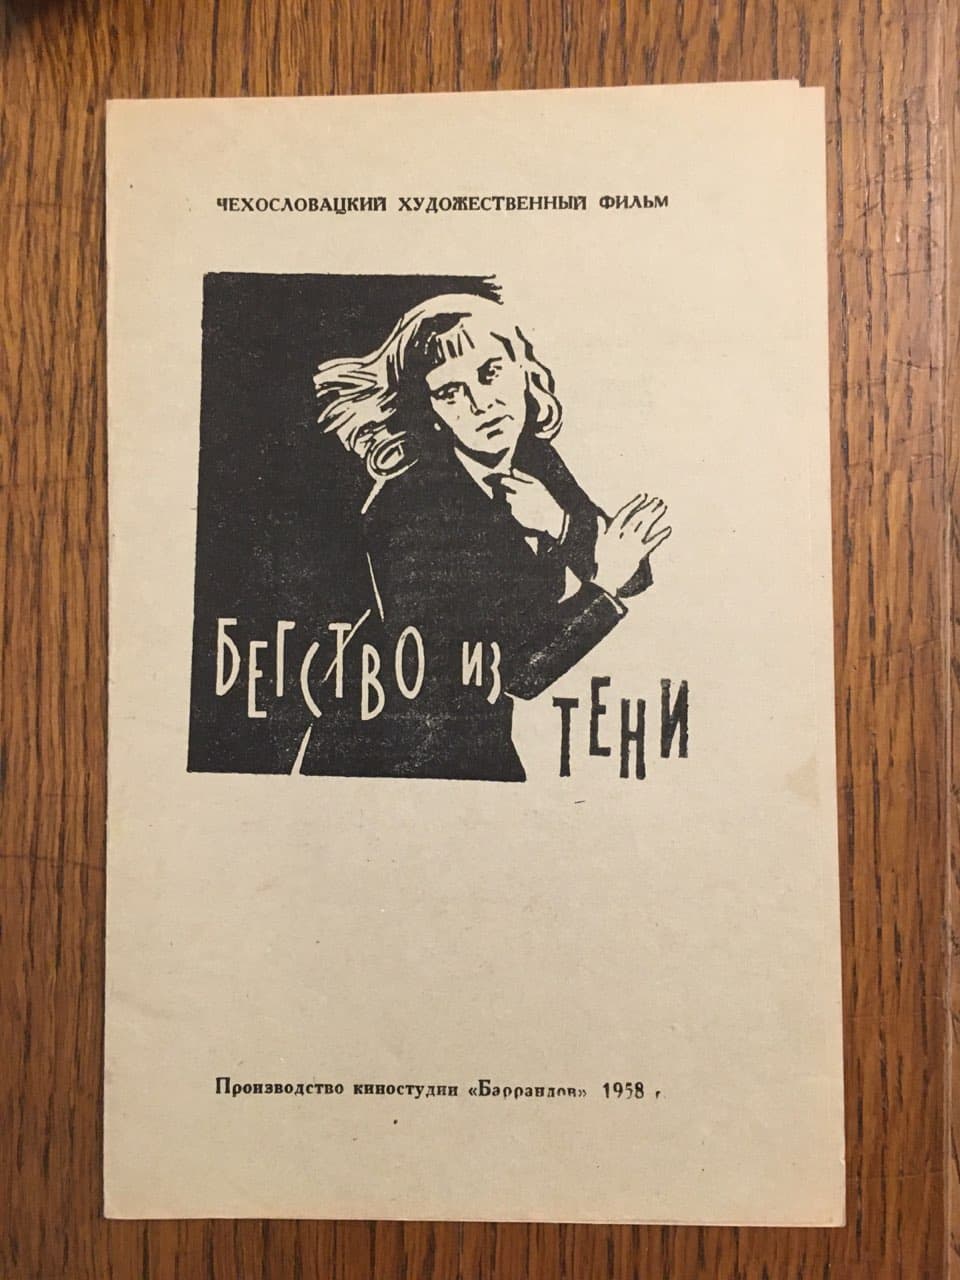 ЧЕХОСЛОВАЦКИЙ ХУДОЖЕСТВЕННЫЙ ФИЛЬМ
БЕГСТВО ИЗ
ТЕНИ
Производство киностудии «Баррандов» 1958 г.